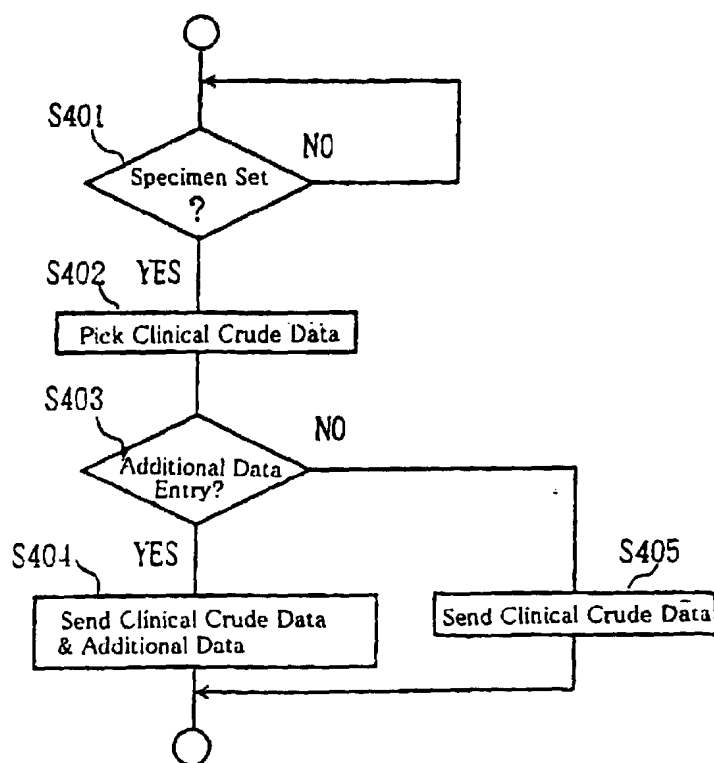 S401
NO
Specimen Set
?
S402
YES
Pick Clinical Crude Data
S403
NO
Additional Data
Entry?
S404
YES
S405
Send Clinical Crude Data
& Additional Data
Send Clinical Crude Data